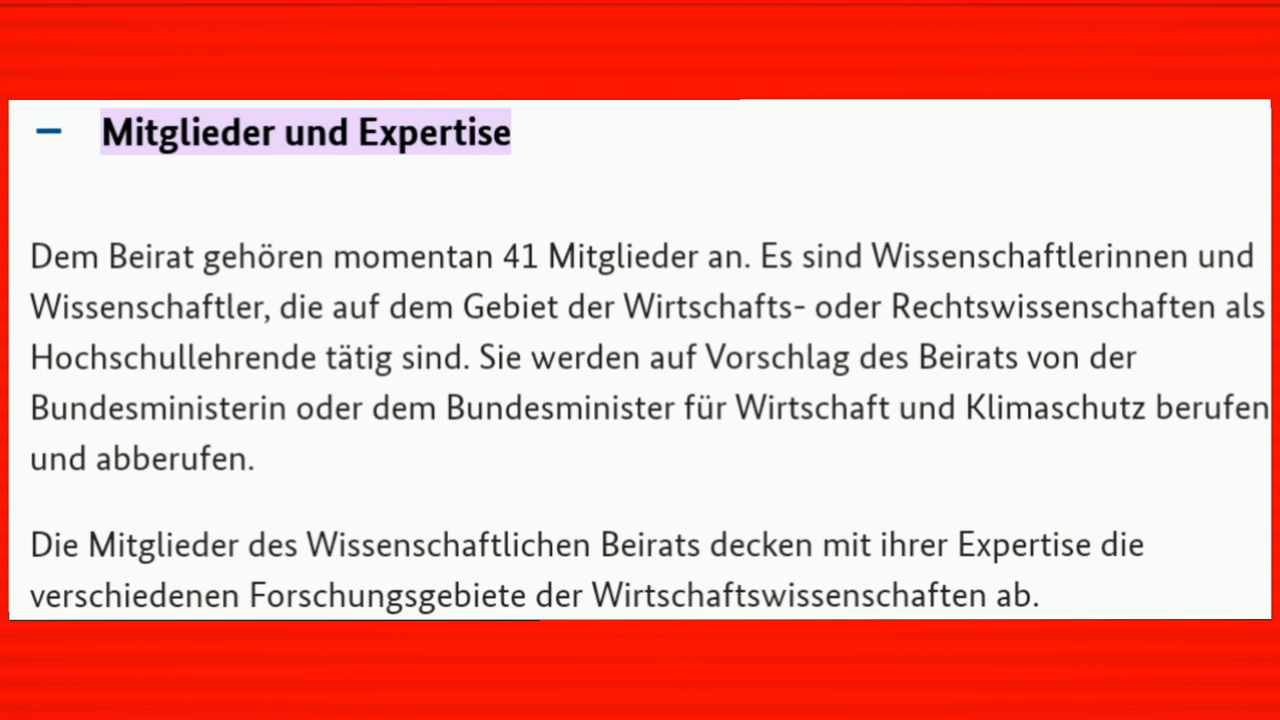 – Mitglieder und Expertise
Dem Beirat gehören momentan 41 Mitglieder an. Es sind Wissenschaftlerinnen und
Wissenschaftler, die auf dem Gebiet der Wirtschafts- oder Rechtswissenschaften als
Hochschullehrende tätig sind. Sie werden auf Vorschlag des Beirats von der
Bundesministerin oder dem Bundesminister für Wirtschaft und Klimaschutz berufen
und abberufen.
Die Mitglieder des Wissenschaftlichen Beirats decken mit ihrer Expertise die
verschiedenen Forschungsgebiete der Wirtschaftswissenschaften ab.